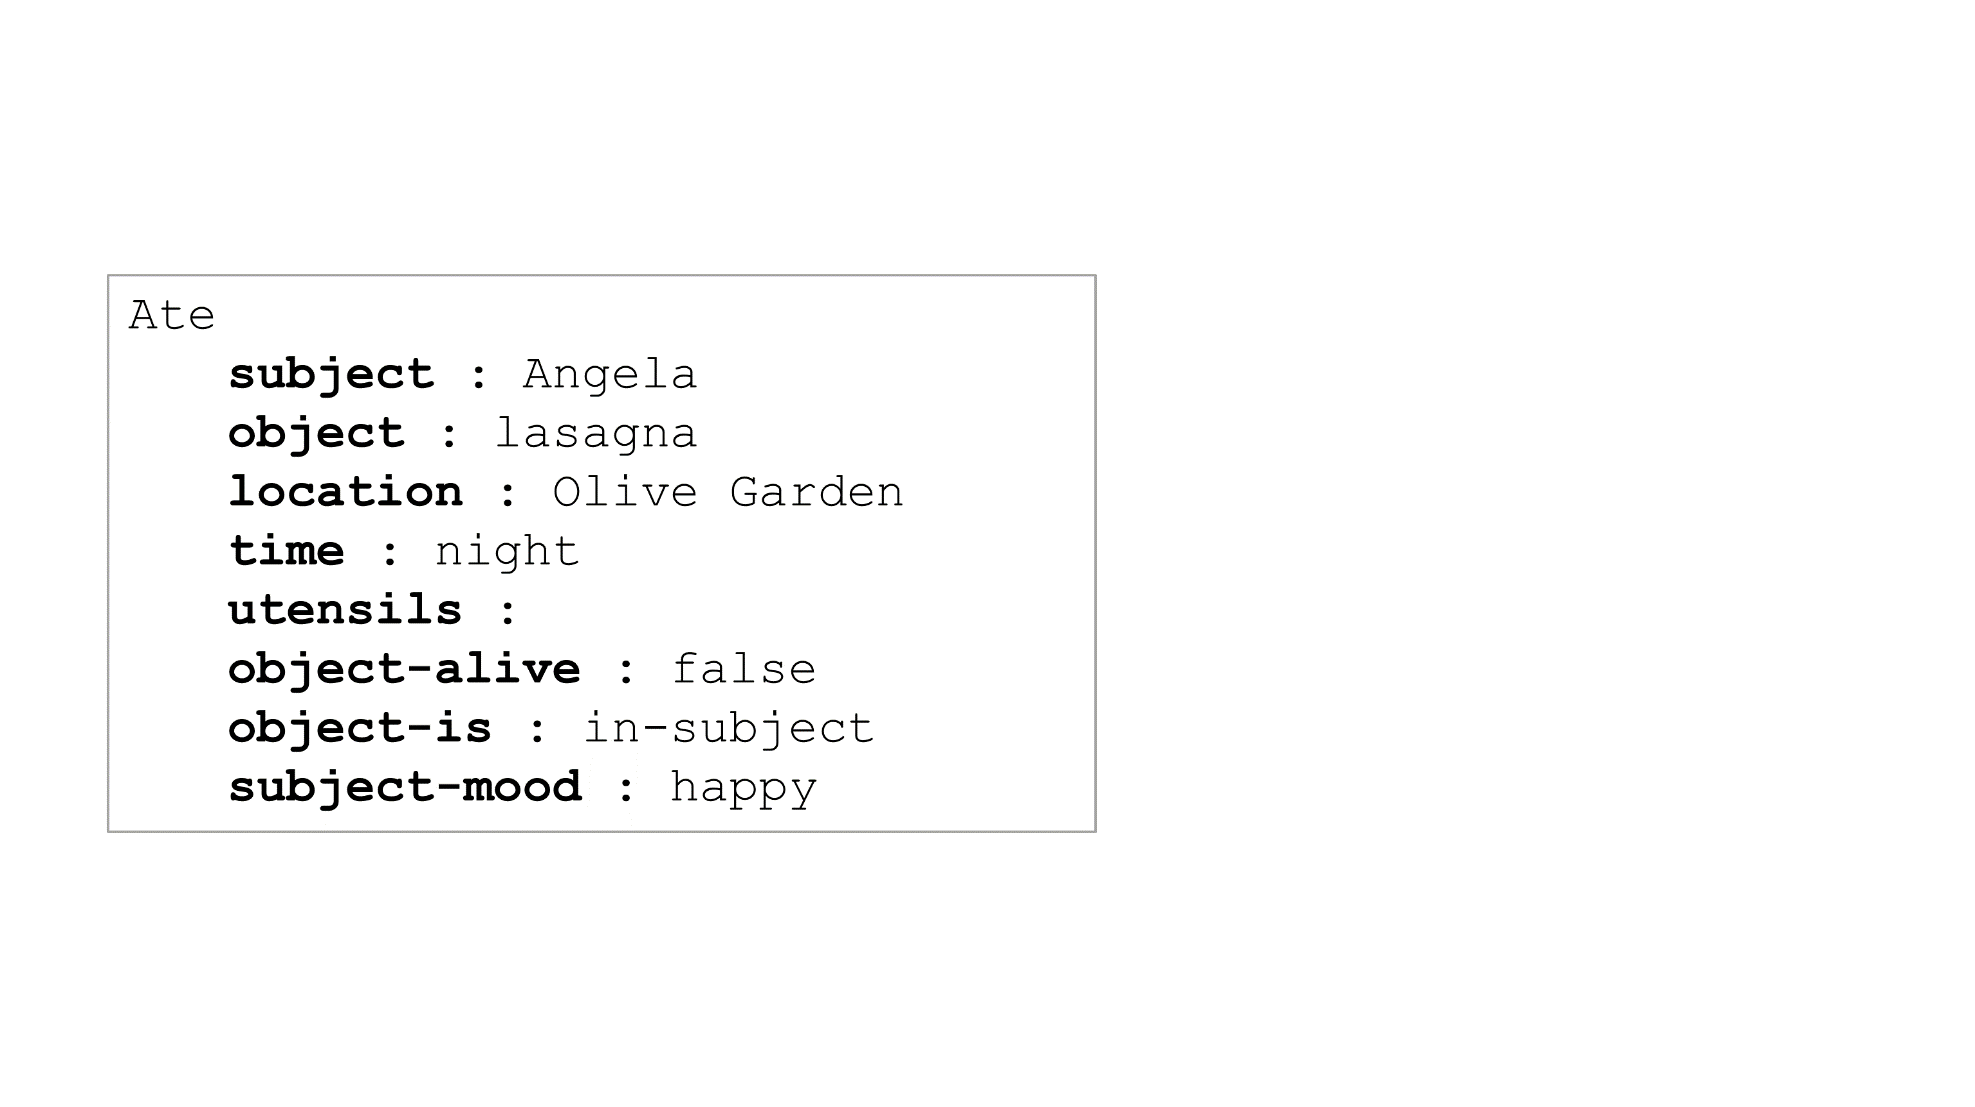 Ate
subject : Angela
object : lasagna
location : Olive Garden
time : night
utensils :
object-alive : false
object-is : in-subject
subject-mood : happy